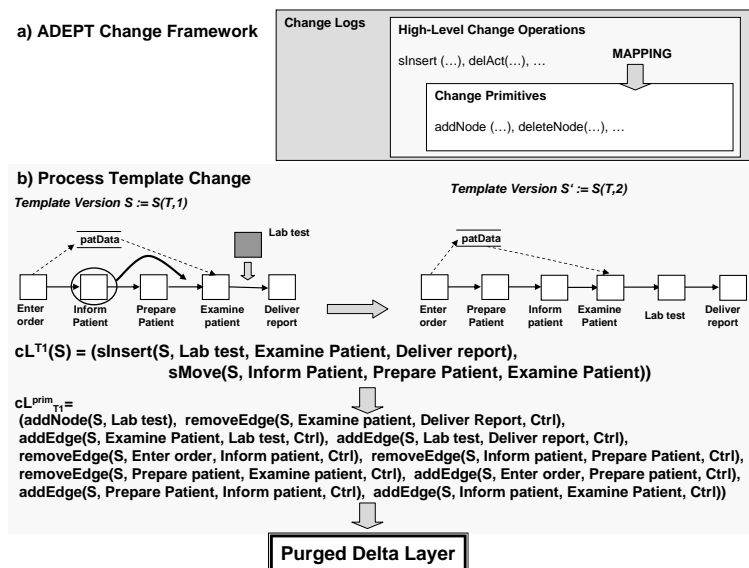 a) ADEPT Change Framework
Change Logs
High-Level Change Operations
sInsert (…), delAct(…), …
MAPPING
Change Primitives
addNode (…), deleteNode(…), …
b) Process Template Change
Template Version S := S(T,1)
Template Version S‘ := S(T,2)
patData
Lab test
Enter order
Inform Patient
Prepare Patient
Examine patient
Deliver report
patData
Enter order
Prepare Patient
Inform patient
Examine Patient
Lab test
Deliver report
cL^T1(S) = (sInsert(S, Lab test, Examine Patient, Deliver report),
sMove(S, Inform Patient, Prepare Patient, Examine Patient))
cL^prim_T1=
(addNode(S, Lab test), removeEdge(S, Examine patient, Deliver Report, Ctrl),
addEdge(S, Examine Patient, Lab test, Ctrl), addEdge(S, Lab test, Deliver report, Ctrl),
removeEdge(S, Enter order, Inform patient, Ctrl), removeEdge(S, Inform patient, Prepare Patient, Ctrl),
removeEdge(S, Prepare patient, Examine patient, Ctrl), addEdge(S, Enter order, Prepare patient, Ctrl),
addEdge(S, Prepare Patient, Inform patient, Ctrl), addEdge(S, Inform patient, Examine Patient, Ctrl))
Purged Delta Layer